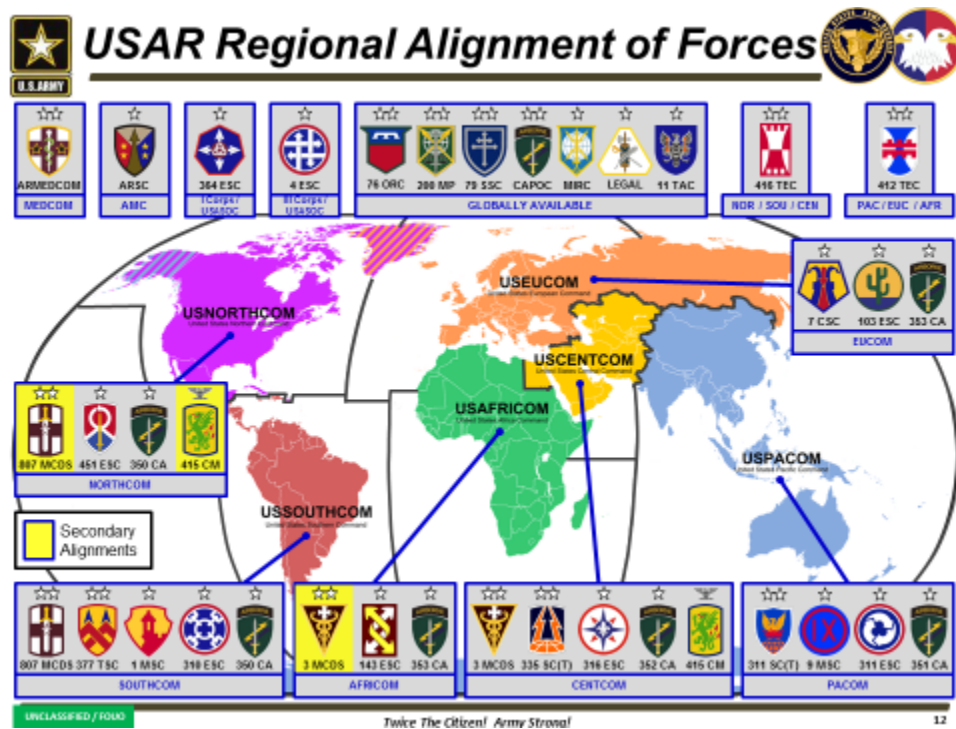 USAR Regional Alignment of Forces
U.S.ARMY
ARMEDCOM
MEDCOM
ARSC
AMC
364 ESC
I Corps /
USASOC
4 ESC
III Corps /
USASOC
76 ORC 200 MP 79 SSC CAPOC MIRC LEGAL 11 TAC
GLOBALLY AVAILABLE
416 TEC
NOR / SOU / CEN
412 TEC
PAC / EUC / AFR
7 CSC 103 ESC 353 CA
EUCOM
USEUCOM
United States European Command
USNORTHCOM
USCENTCOM
United States Central Command
USAFRICOM
United States Africa Command
USPACOM
United States Pacific Command
USSOUTHCOM
United States Southern Command
807 MCDS 451 ESC 350 CA 415 CM
NORTHCOM
Secondary
Alignments
807 MCDS 377 TSC 1 MSC 310 ESC 350 CA
SOUTHCOM
3 MCDS 143 ESC 353 CA
AFRICOM
3 MCDS 335 SC(T) 316 ESC 352 CA 415 CM
CENTCOM
311 SC(T) 9 MSC 311 ESC 351 CA
PACOM
UNCLASSIFIED / FOUO
Twice The Citizen! Army Strong!
12